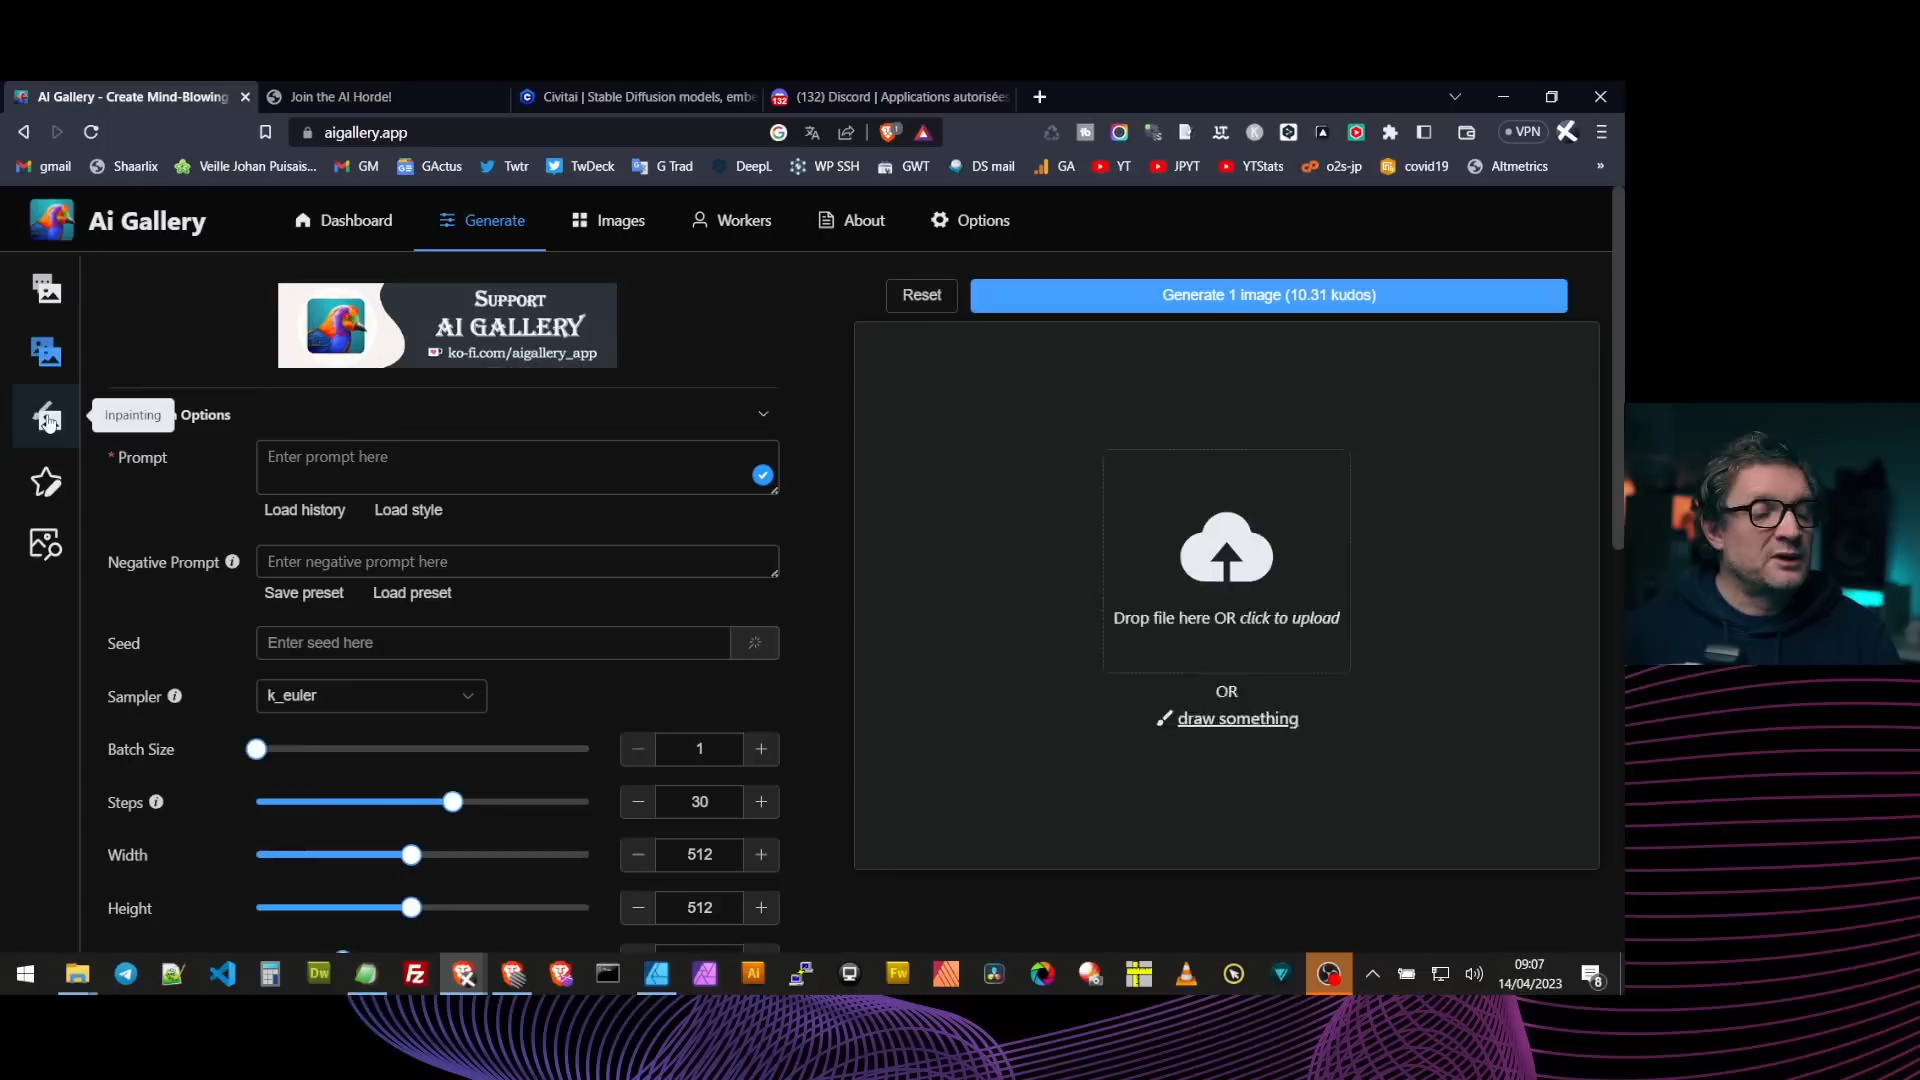 AI Gallery - Create Mind-Blowing
Join the AI Horde!
Civitai | Stable Diffusion models, embe
(132) Discord | Applications autorisées
aigallery.app
VPN
gmail
Shaarlix
Veille Johan Puisais...
GM
GActus
Twtr
TwDeck
G Trad
DeepL
WP SSH
GWT
DS mail
GA
YT
JPYT
YTStats
o2s-jp
covid19
Altmetrics
»
Ai Gallery
Dashboard
Generate
Images
Workers
About
Options
SUPPORT
AI GALLERY
ko-fi.com/aigallery_app
Reset
Generate 1 image (10.31 kudos)
Inpainting
Options
* Prompt
Enter prompt here
Load history
Load style
Negative Prompt
Enter negative prompt here
Save preset
Load preset
Seed
Enter seed here
Sampler
k_euler
Batch Size
1
Steps
30
Width
512
Height
512
Drop file here OR click to upload
OR
draw something
Dw
Fz
Ai
Fw
09:07
14/04/2023
8